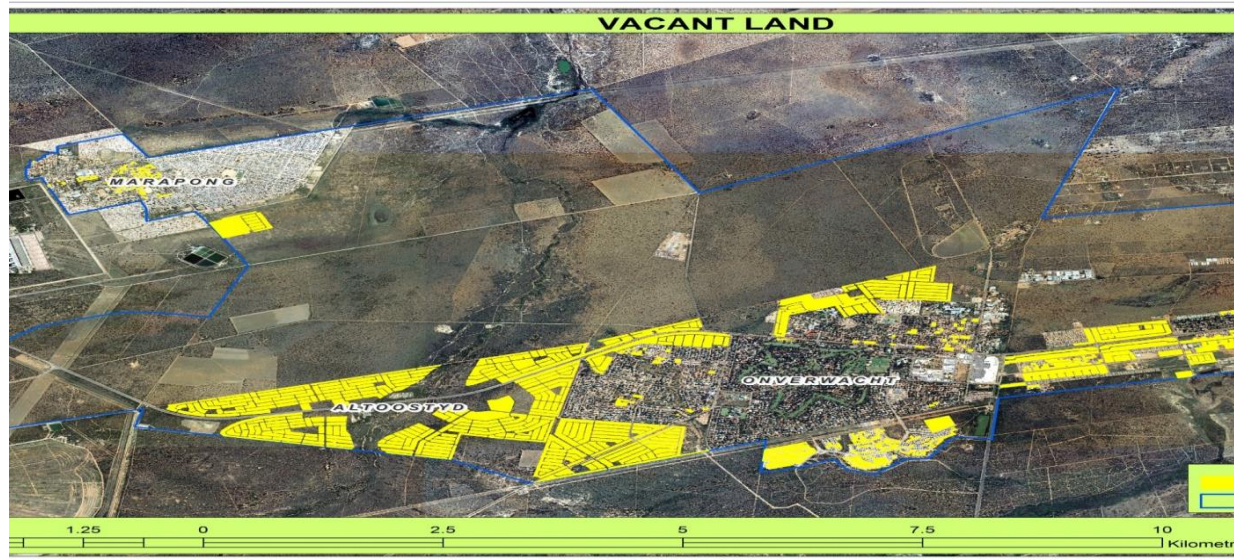 VACANT LAND
MARAPONG
ONVERWACHT
ALTOOSTYD
1.25 0 2.5 5 7.5 10
Kilometr